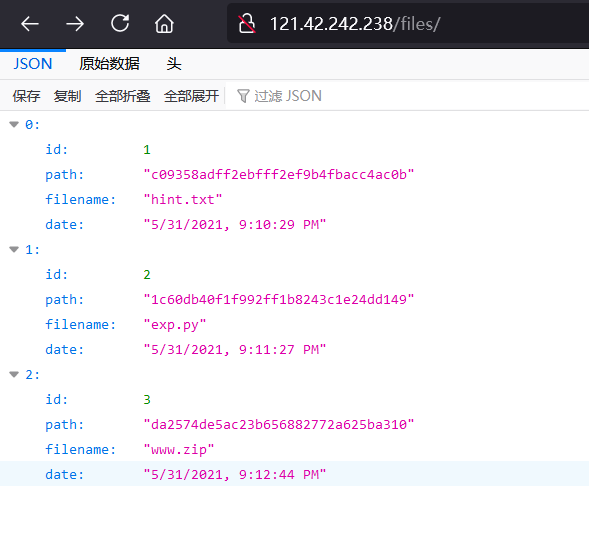 121.42.242.238/files/
JSON 原始数据 头
保存 复制 全部折叠 全部展开 过滤 JSON
0:
id: 1
path: "c09358adff2ebfff2ef9b4fbacc4ac0b"
filename: "hint.txt"
date: "5/31/2021, 9:10:29 PM"
1:
id: 2
path: "1c60db40f1f992ff1b8243c1e24dd149"
filename: "exp.py"
date: "5/31/2021, 9:11:27 PM"
2:
id: 3
path: "da2574de5ac23b656882772a625ba310"
filename: "www.zip"
date: "5/31/2021, 9:12:44 PM"